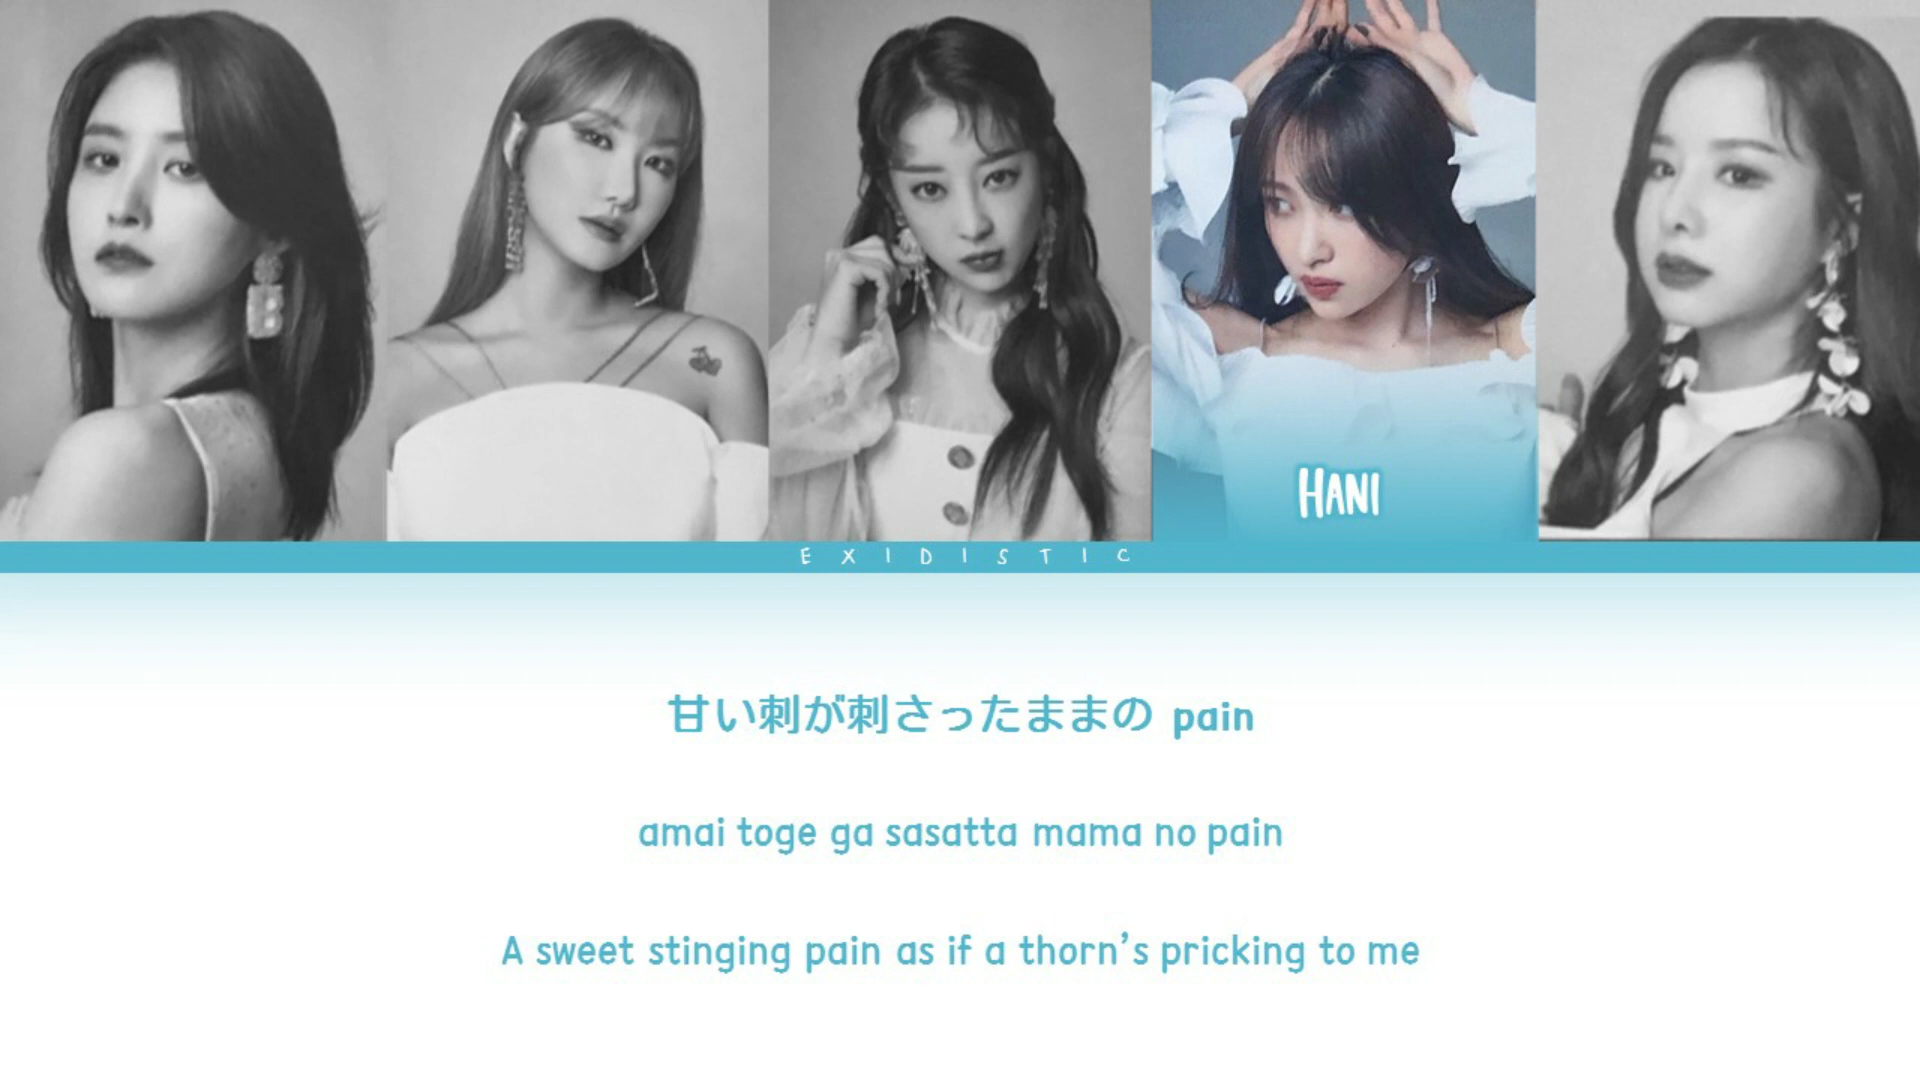 HANI
EXIDISTIC
甘い刺が刺さったままの pain
amai toge ga sasatta mama no pain
A sweet stinging pain as if a thorn’s pricking to me